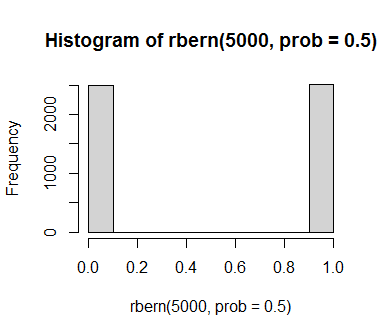 Histogram of rbern(5000, prob = 0.5)
Frequency
2000
1000
0
0.0 0.2 0.4 0.6 0.8 1.0
rbern(5000, prob = 0.5)